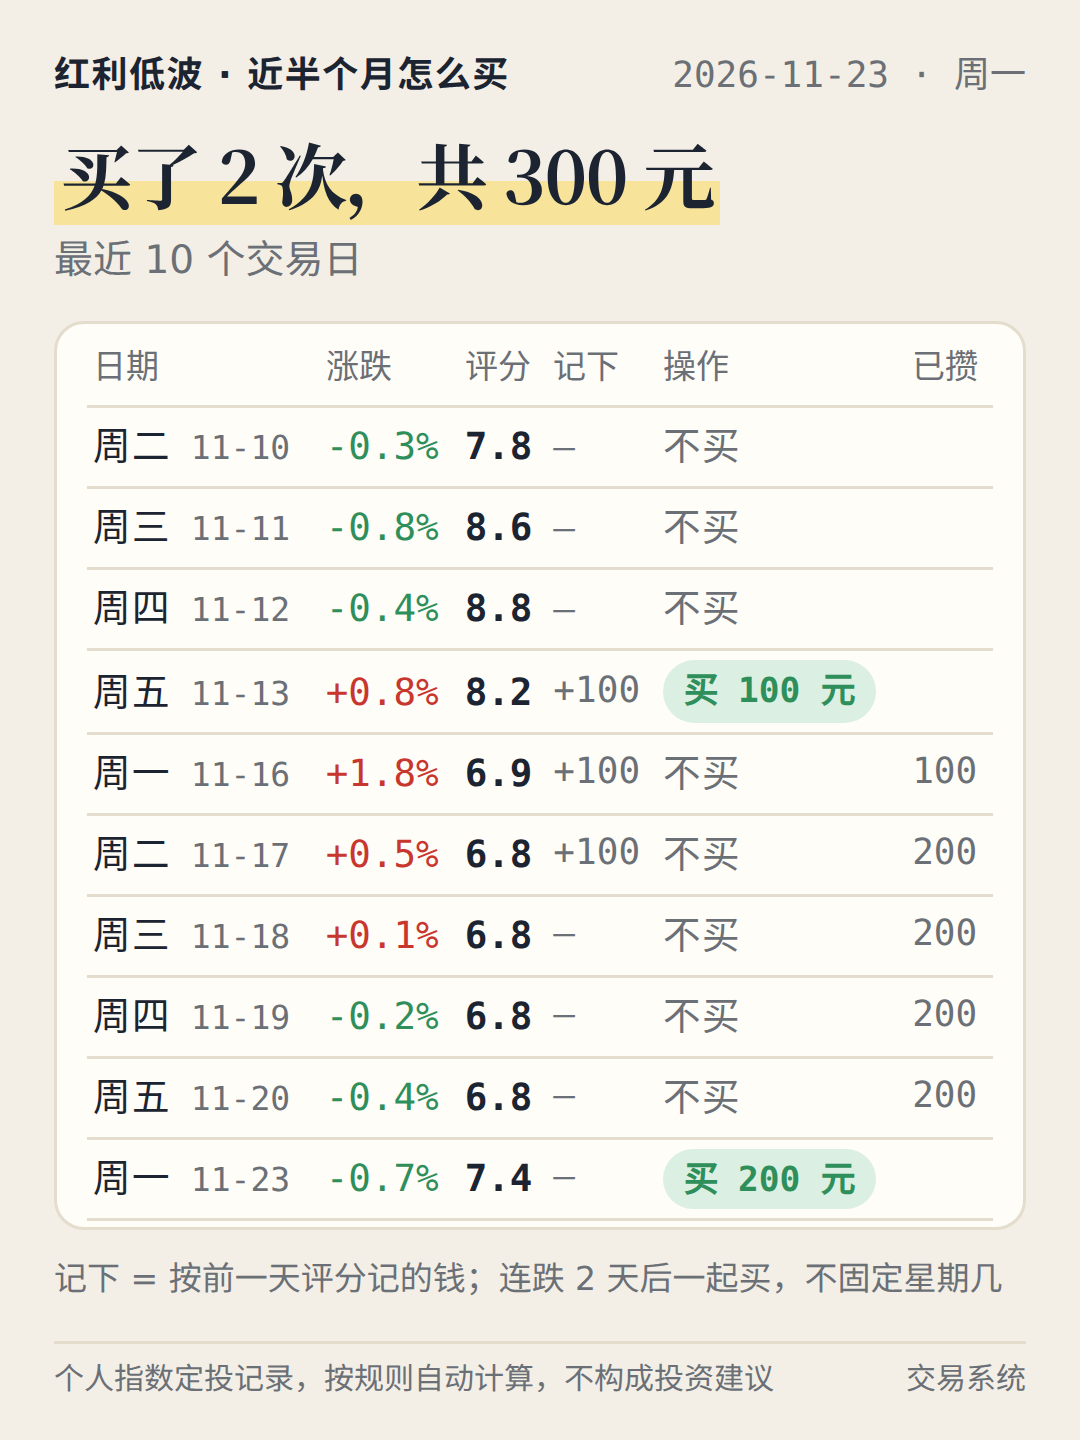 红利低波 · 近半个月怎么买 2026-11-23 · 周一
买了 2 次，共 300 元
最近 10 个交易日
日期 涨跌 评分 记下 操作 已攒
周二 11-10 -0.3% 7.8 — 不买
周三 11-11 -0.8% 8.6 — 不买
周四 11-12 -0.4% 8.8 — 不买
周五 11-13 +0.8% 8.2 +100 买 100 元
周一 11-16 +1.8% 6.9 +100 不买 100
周二 11-17 +0.5% 6.8 +100 不买 200
周三 11-18 +0.1% 6.8 — 不买 200
周四 11-19 -0.2% 6.8 — 不买 200
周五 11-20 -0.4% 6.8 — 不买 200
周一 11-23 -0.7% 7.4 — 买 200 元
记下 = 按前一天评分记的钱；连跌 2 天后一起买，不固定星期几
个人指数定投记录，按规则自动计算，不构成投资建议 交易系统